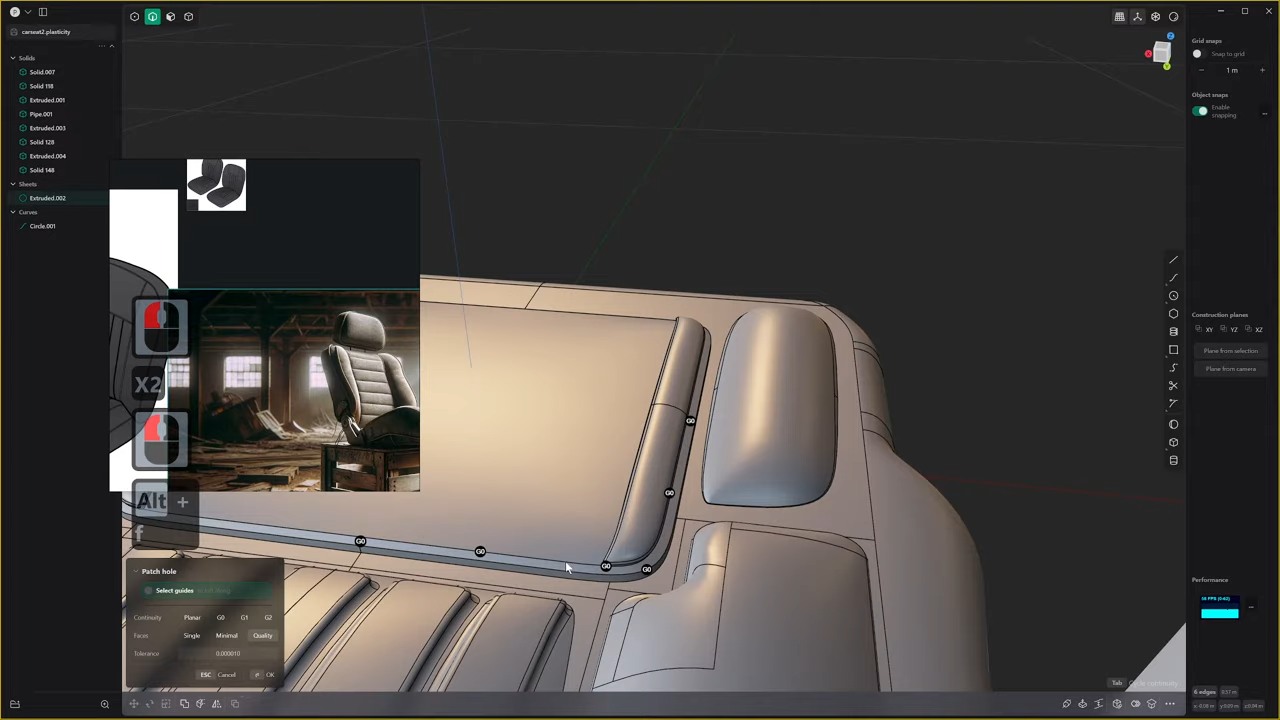 carseat2.plasticity
Solids
Solid.007
Solid 118
Extruded.001
Pipe.001
Extruded.003
Solid 128
Extruded.004
Solid 148
Sheets
Extruded.002
Curves
Circle.001
X2
Alt +
f
Patch hole
Select guides
Continuity Planar G0 G1 G2
Faces Single Minimal Quality
Tolerance 0.000010
ESC Cancel OK
G0
G0
G0
G0
G0
G0
Z
X
Y
Grid snaps
Snap to grid
− 1 m +
Object snaps
Enable snapping
Construction planes
XY YZ XZ
Plane from selection
Plane from camera
Performance
Tab
6 edges